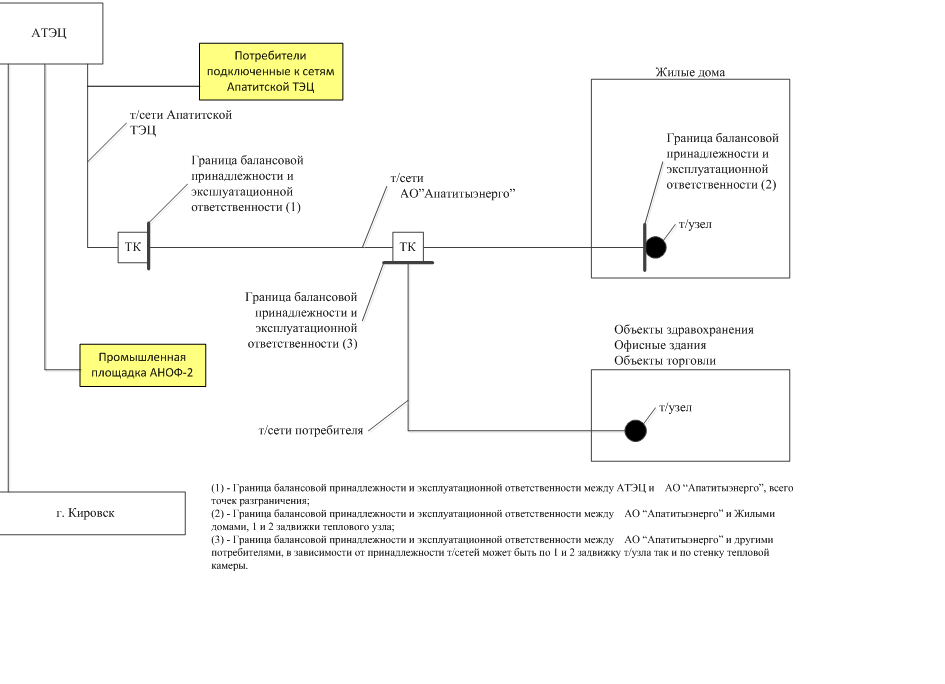 АТЭЦ
Потребители
подключенные к сетям
Апатитской ТЭЦ
Жилые дома
т/сети Апатитской
ТЭЦ
Граница балансовой
принадлежности и
эксплуатационной
ответственности (1)
т/сети
АО”Апатитыэнерго”
Граница балансовой
принадлежности и
эксплуатационной
ответственности (2)
т/узел
ТК
ТК
Граница балансовой
принадлежности и
эксплуатационной
ответственности (3)
Промышленная
площадка АНОФ-2
Объекты здравохранения
Офисные здания
Объекты торговли
т/узел
т/сети потребителя
г. Кировск
(1) - Граница балансовой принадлежности и эксплуатационной ответственности между АТЭЦ и АО “Апатитыэнерго”, всего
точек разграничения;
(2) - Граница балансовой принадлежности и эксплуатационной ответственности между АО “Апатитыэнерго” и Жилыми
домами, 1 и 2 задвижки теплового узла;
(3) - Граница балансовой принадлежности и эксплуатационной ответственности между АО “Апатитыэнерго” и другими
потребителями, в зависимости от принадлежности т/сетей может быть по 1 и 2 задвижку т/узла так и по стенку тепловой
камеры.